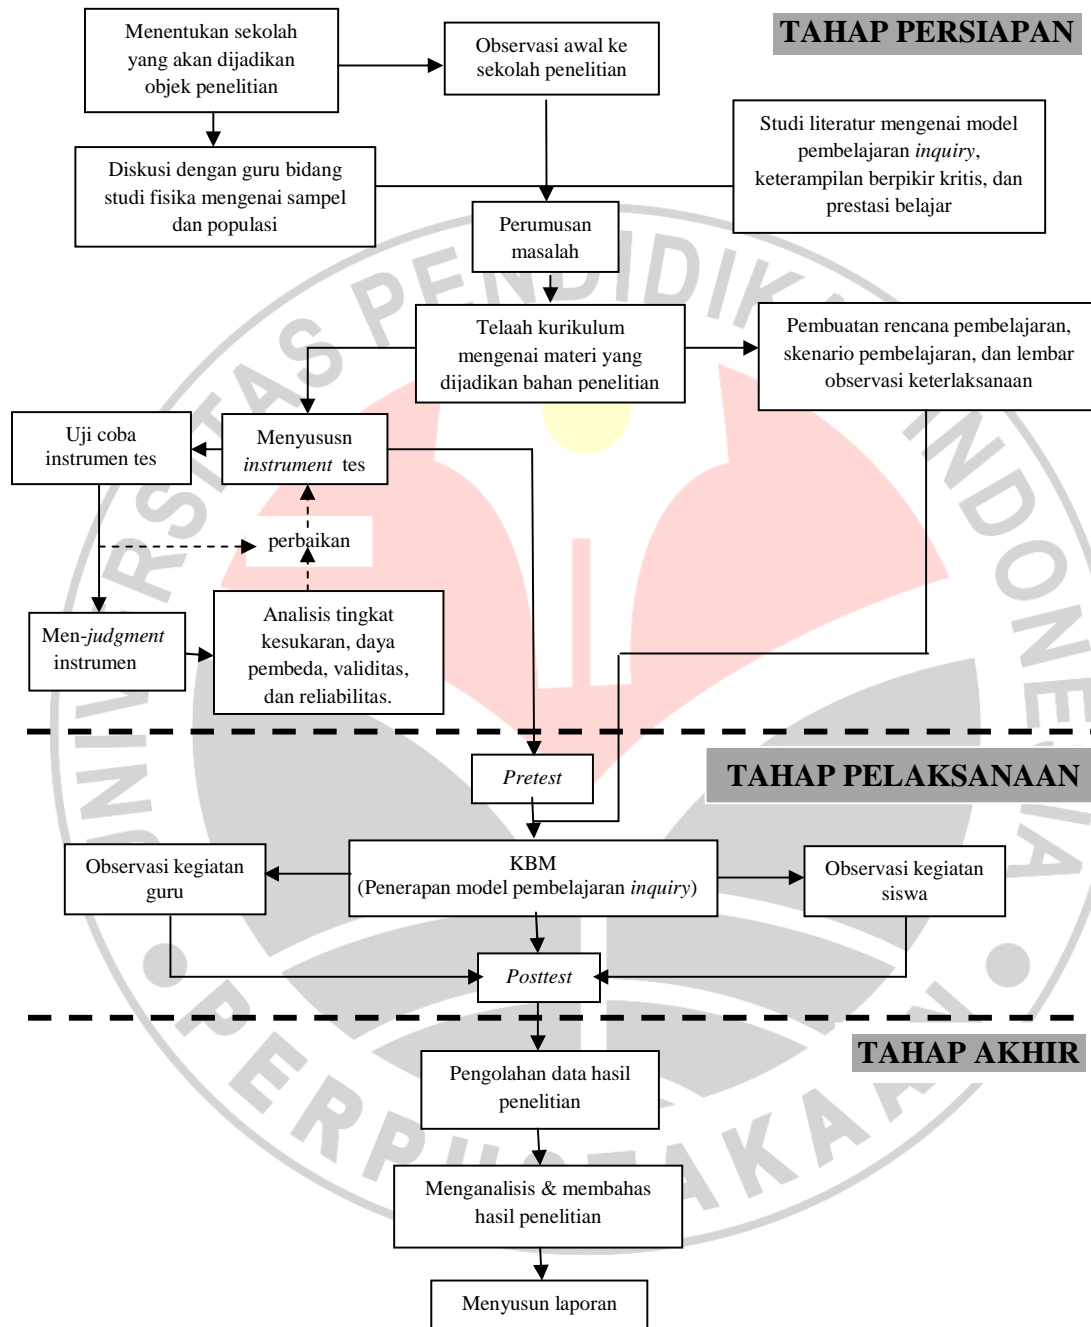 TAHAP PERSIAPAN
Menentukan sekolah
yang akan dijadikan
objek penelitian
Observasi awal ke
sekolah penelitian
Studi literatur mengenai model
pembelajaran inquiry,
keterampilan berpikir kritis, dan
prestasi belajar
Diskusi dengan guru bidang
studi fisika mengenai sampel
dan populasi
Perumusan
masalah
Telaah kurikulum
mengenai materi yang
dijadikan bahan penelitian
Pembuatan rencana pembelajaran,
skenario pembelajaran, dan lembar
observasi keterlaksanaan
Uji coba
instrumen tes
Menyususn
instrument tes
perbaikan
Men-judgment
instrumen
Analisis tingkat
kesukaran, daya
pembeda, validitas,
dan reliabilitas.
TAHAP PELAKSANAAN
Pretest
Observasi kegiatan
guru
KBM
(Penerapan model pembelajaran inquiry)
Observasi kegiatan
siswa
Posttest
TAHAP AKHIR
Pengolahan data hasil
penelitian
Menganalisis & membahas
hasil penelitian
Menyusun laporan
UNIVERSITAS PENDIDIKAN INDONESIA
PERPUSTAKAAN